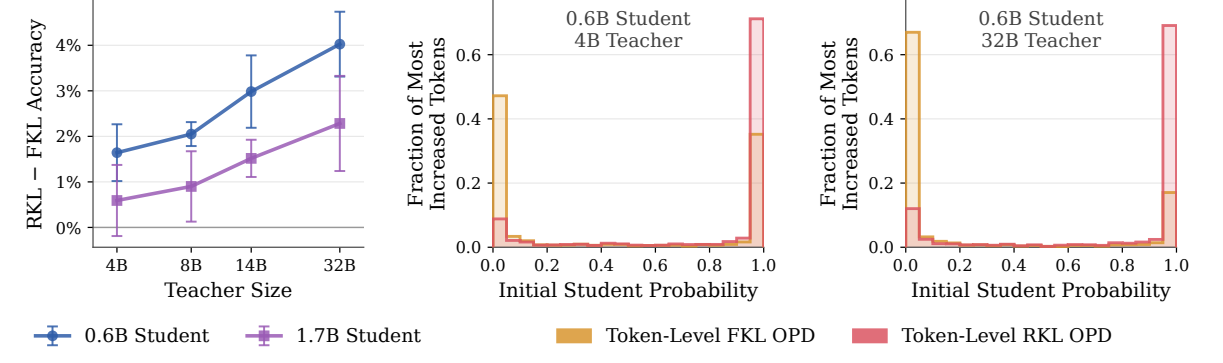 RKL − FKL Accuracy
4%
3%
2%
1%
0%
4B 8B 14B 32B
Teacher Size
0.6B Student
1.7B Student
Fraction of Most
Increased Tokens
0.6B Student
4B Teacher
0.6
0.4
0.2
0.0
0.0 0.2 0.4 0.6 0.8 1.0
Initial Student Probability
Fraction of Most
Increased Tokens
0.6B Student
32B Teacher
0.6
0.4
0.2
0.0
0.0 0.2 0.4 0.6 0.8 1.0
Initial Student Probability
Token-Level FKL OPD
Token-Level RKL OPD